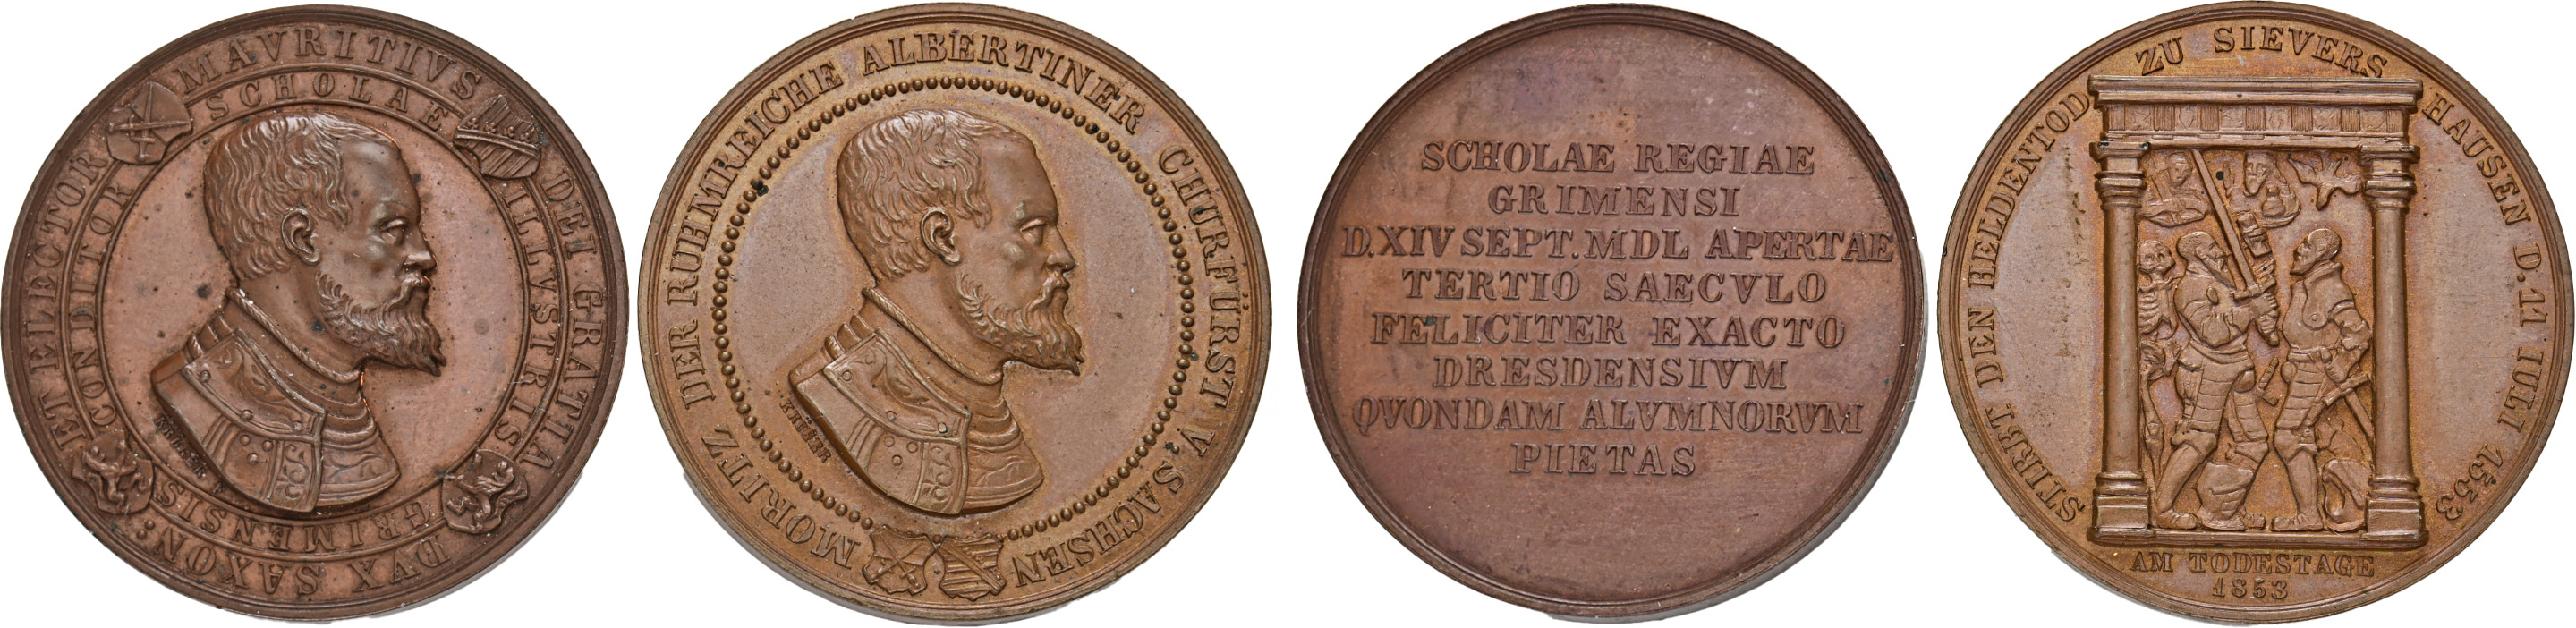 MAVRITIVS DEI GRATIA DVX SAXON: ET ELECTOR
SCHOLAE ILLVSTRIS GRIMENSIS CONDITOR
KRÜGER
MORITZ DER RUHMREICHE ALBERTINER CHURFÜRST V. SACHSEN
KRÜGER
SCHOLAE REGIAE
GRIMENSI
D.XIV SEPT.MDL APERTAE
TERTIO SAECVLO
FELICITER EXACTO
DRESDENSIVM
QVONDAM ALVMNORVM
PIETAS
STIRBT DEN HELDENTOD ZU SIEVERSHAUSEN D. 11 IULI 1553
AM TODESTAGE
1853